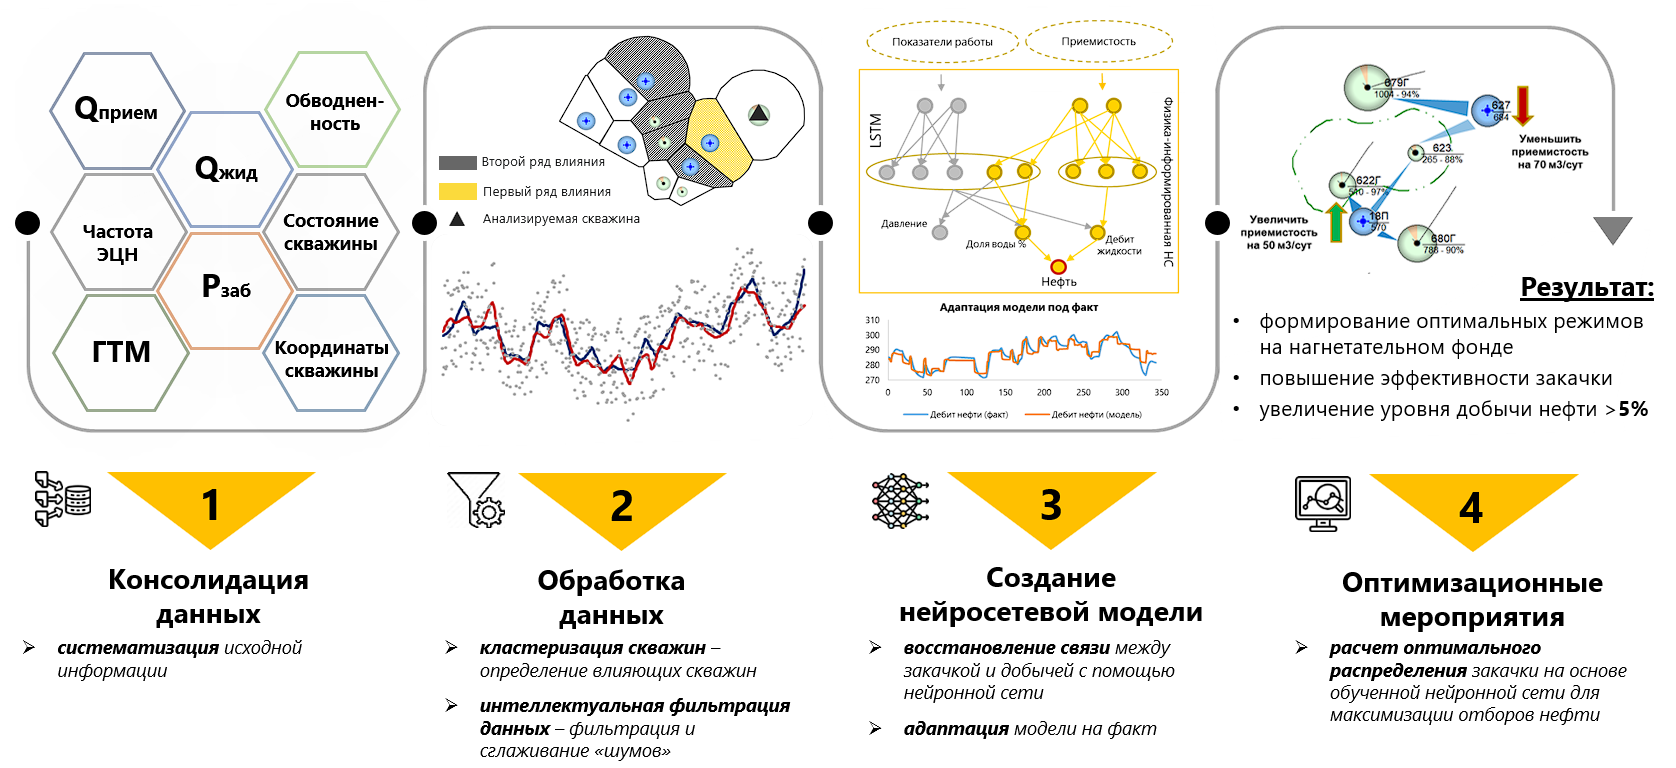 Qприем
Обводнен-
ность
Qжид
Частота
ЭЦН
Состояние
скважины
Pзаб
ГТМ
Координаты
скважины
Второй ряд влияния
Первый ряд влияния
Анализируемая скважина
Показатели работы
Приемистость
LSTM
Физика-информированная НС
Давление
Доля воды %
Дебит
жидкости
Нефть
Адаптация модели под факт
310
300
290
280
270
0 50 100 150 200 250 300 350
Дебит нефти (факт)
Дебит нефти (модель)
679Г
1004 - 94%
627
684
Уменьшить
приемистость
на 70 м3/сут
623
265 - 88%
622Г
510 - 97%
Увеличить
приемистость
на 50 м3/сут
18П
570
680Г
788 - 90%
Результат:
• формирование оптимальных режимов
на нагнетательном фонде
• повышение эффективности закачки
• увеличение уровня добычи нефти >5%
1
Консолидация
данных
систематизация исходной
информации
2
Обработка
данных
кластеризация скважин –
определение влияющих скважин
интеллектуальная фильтрация
данных – фильтрация и
сглаживание «шумов»
3
Создание
нейросетевой модели
восстановление связи между
закачкой и добычей с помощью
нейронной сети
адаптация модели на факт
4
Оптимизационные
мероприятия
расчет оптимального
распределения закачки на основе
обученной нейронной сети для
максимизации отборов нефти